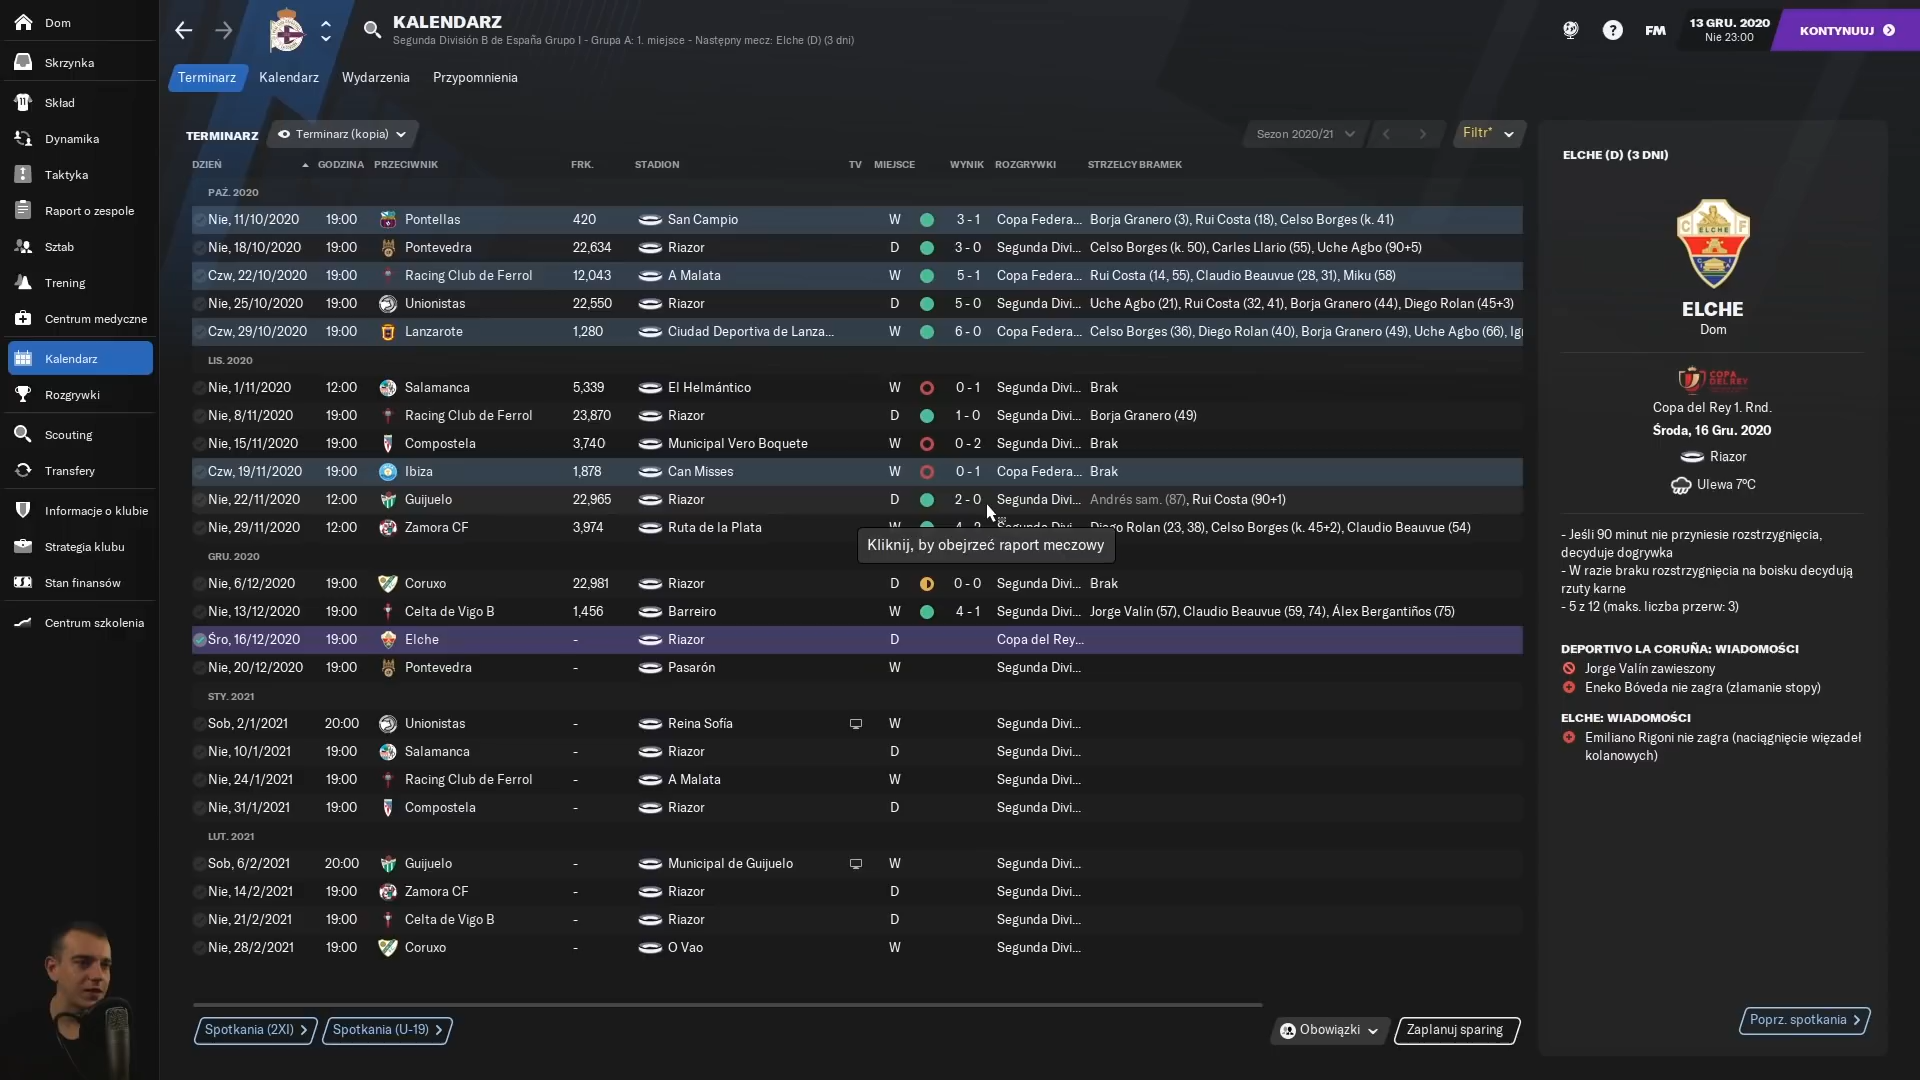 Dom
Skrzynka
Skład
Dynamika
Taktyka
Raport o zespole
Sztab
Trening
Centrum medyczne
Kalendarz
Rozgrywki
Scouting
Transfery
Informacje o klubie
Strategia klubu
Stan finansów
Centrum szkolenia
KALENDARZ
Segunda División B de España Grupo I - Grupa A: 1. miejsce - Następny mecz: Elche (D) (3 dni)
FM
13 GRU. 2020
Nie 23:00
KONTYNUUJ
Terminarz Kalendarz Wydarzenia Przypomnienia
TERMINARZ Terminarz (kopia) Sezon 2020/21 Filtr*
DZIEŃ GODZINA PRZECIWNIK FRK. STADION TV MIEJSCE WYNIK ROZGRYWKI STRZELCY BRAMEK
PAŹ. 2020
Nie, 11/10/2020 19:00 Pontellas 420 San Campio W 3 - 1 Copa Federa... Borja Granero (3), Rui Costa (18), Celso Borges (k. 41)
Nie, 18/10/2020 19:00 Pontevedra 22,634 Riazor D 3 - 0 Segunda Divi... Celso Borges (k. 50), Carles Llario (55), Uche Agbo (90+5)
Czw, 22/10/2020 19:00 Racing Club de Ferrol 12,043 A Malata W 5 - 1 Copa Federa... Rui Costa (14, 55), Claudio Beauvue (28, 31), Miku (58)
Nie, 25/10/2020 19:00 Unionistas 22,550 Riazor D 5 - 0 Segunda Divi... Uche Agbo (21), Rui Costa (32, 41), Borja Granero (44), Diego Rolan (45+3)
Czw, 29/10/2020 19:00 Lanzarote 1,280 Ciudad Deportiva de Lanza... W 6 - 0 Copa Federa... Celso Borges (36), Diego Rolan (40), Borja Granero (49), Uche Agbo (66), Ig
LIS. 2020
Nie, 1/11/2020 12:00 Salamanca 5,339 El Helmántico W 0 - 1 Segunda Divi... Brak
Nie, 8/11/2020 19:00 Racing Club de Ferrol 23,870 Riazor D 1 - 0 Segunda Divi... Borja Granero (49)
Nie, 15/11/2020 19:00 Compostela 3,740 Municipal Vero Boquete W 0 - 2 Segunda Divi... Brak
Czw, 19/11/2020 19:00 Ibiza 1,878 Can Misses W 0 - 1 Copa Federa... Brak
Nie, 22/11/2020 12:00 Guijuelo 22,965 Riazor D 2 - 0 Segunda Divi... Andrés sam. (87), Rui Costa (90+1)
Nie, 29/11/2020 12:00 Zamora CF 3,974 Ruta de la Plata W 4 - 2 Segunda Divi... Diego Rolan (23, 38), Celso Borges (k. 45+2), Claudio Beauvue (54)
Kliknij, by obejrzeć raport meczowy
GRU. 2020
Nie, 6/12/2020 19:00 Coruxo 22,981 Riazor D 0 - 0 Segunda Divi... Brak
Nie, 13/12/2020 19:00 Celta de Vigo B 1,456 Barreiro W 4 - 1 Segunda Divi... Jorge Valín (57), Claudio Beauvue (59, 74), Álex Bergantiños (75)
Śro, 16/12/2020 19:00 Elche - Riazor D Copa del Rey...
Nie, 20/12/2020 19:00 Pontevedra - Pasarón W Segunda Divi...
STY. 2021
Sob, 2/1/2021 20:00 Unionistas - Reina Sofía W Segunda Divi...
Nie, 10/1/2021 19:00 Salamanca - Riazor D Segunda Divi...
Nie, 24/1/2021 19:00 Racing Club de Ferrol - A Malata W Segunda Divi...
Nie, 31/1/2021 19:00 Compostela - Riazor D Segunda Divi...
LUT. 2021
Sob, 6/2/2021 20:00 Guijuelo - Municipal de Guijuelo W Segunda Divi...
Nie, 14/2/2021 19:00 Zamora CF - Riazor D Segunda Divi...
Nie, 21/2/2021 19:00 Celta de Vigo B - Riazor D Segunda Divi...
Nie, 28/2/2021 19:00 Coruxo - O Vao W Segunda Divi...
Spotkania (2XI) Spotkania (U-19) Obowiązki Zaplanuj sparing
ELCHE (D) (3 DNI)
ELCHE
Dom
COPA DEL REY
Copa del Rey 1. Rnd.
Środa, 16 Gru. 2020
Riazor
Ulewa 7ºC
- Jeśli 90 minut nie przyniesie rozstrzygnięcia,
decyduje dogrywka
- W razie braku rozstrzygnięcia na boisku decydują
rzuty karne
- 5 z 12 (maks. liczba przerw: 3)
DEPORTIVO LA CORUÑA: WIADOMOŚCI
Jorge Valín zawieszony
Eneko Bóveda nie zagra (złamanie stopy)
ELCHE: WIADOMOŚCI
Emiliano Rigoni nie zagra (naciągnięcie więzadeł
kolanowych)
Poprz. spotkania